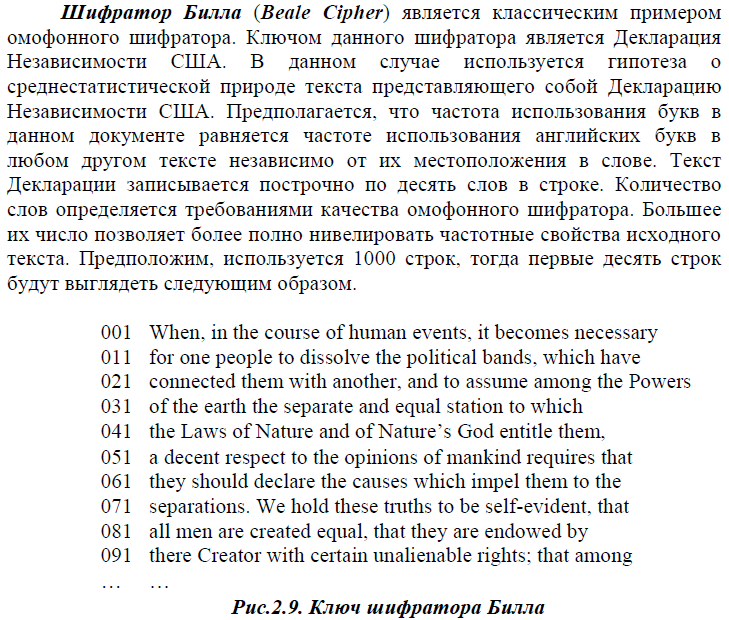 Шифратор Билла (Beale Cipher) является классическим примером
омофонного шифратора. Ключом данного шифратора является Декларация
Независимости США. В данном случае используется гипотеза о
среднестатистической природе текста представляющего собой Декларацию
Независимости США. Предполагается, что частота использования букв в
данном документе равняется частоте использования английских букв в
любом другом тексте независимо от их местоположения в слове. Текст
Декларации записывается построчно по десять слов в строке. Количество
слов определяется требованиями качества омофонного шифратора. Большее
их число позволяет более полно нивелировать частотные свойства исходного
текста. Предположим, используется 1000 строк, тогда первые десять строк
будут выглядеть следующим образом.
001 When, in the course of human events, it becomes necessary
011 for one people to dissolve the political bands, which have
021 connected them with another, and to assume among the Powers
031 of the earth the separate and equal station to which
041 the Laws of Nature and of Nature’s God entitle them,
051 a decent respect to the opinions of mankind requires that
061 they should declare the causes which impel them to the
071 separations. We hold these truths to be self-evident, that
081 all men are created equal, that they are endowed by
091 there Creator with certain unalienable rights; that among
… …
Рис.2.9. Ключ шифратора Билла